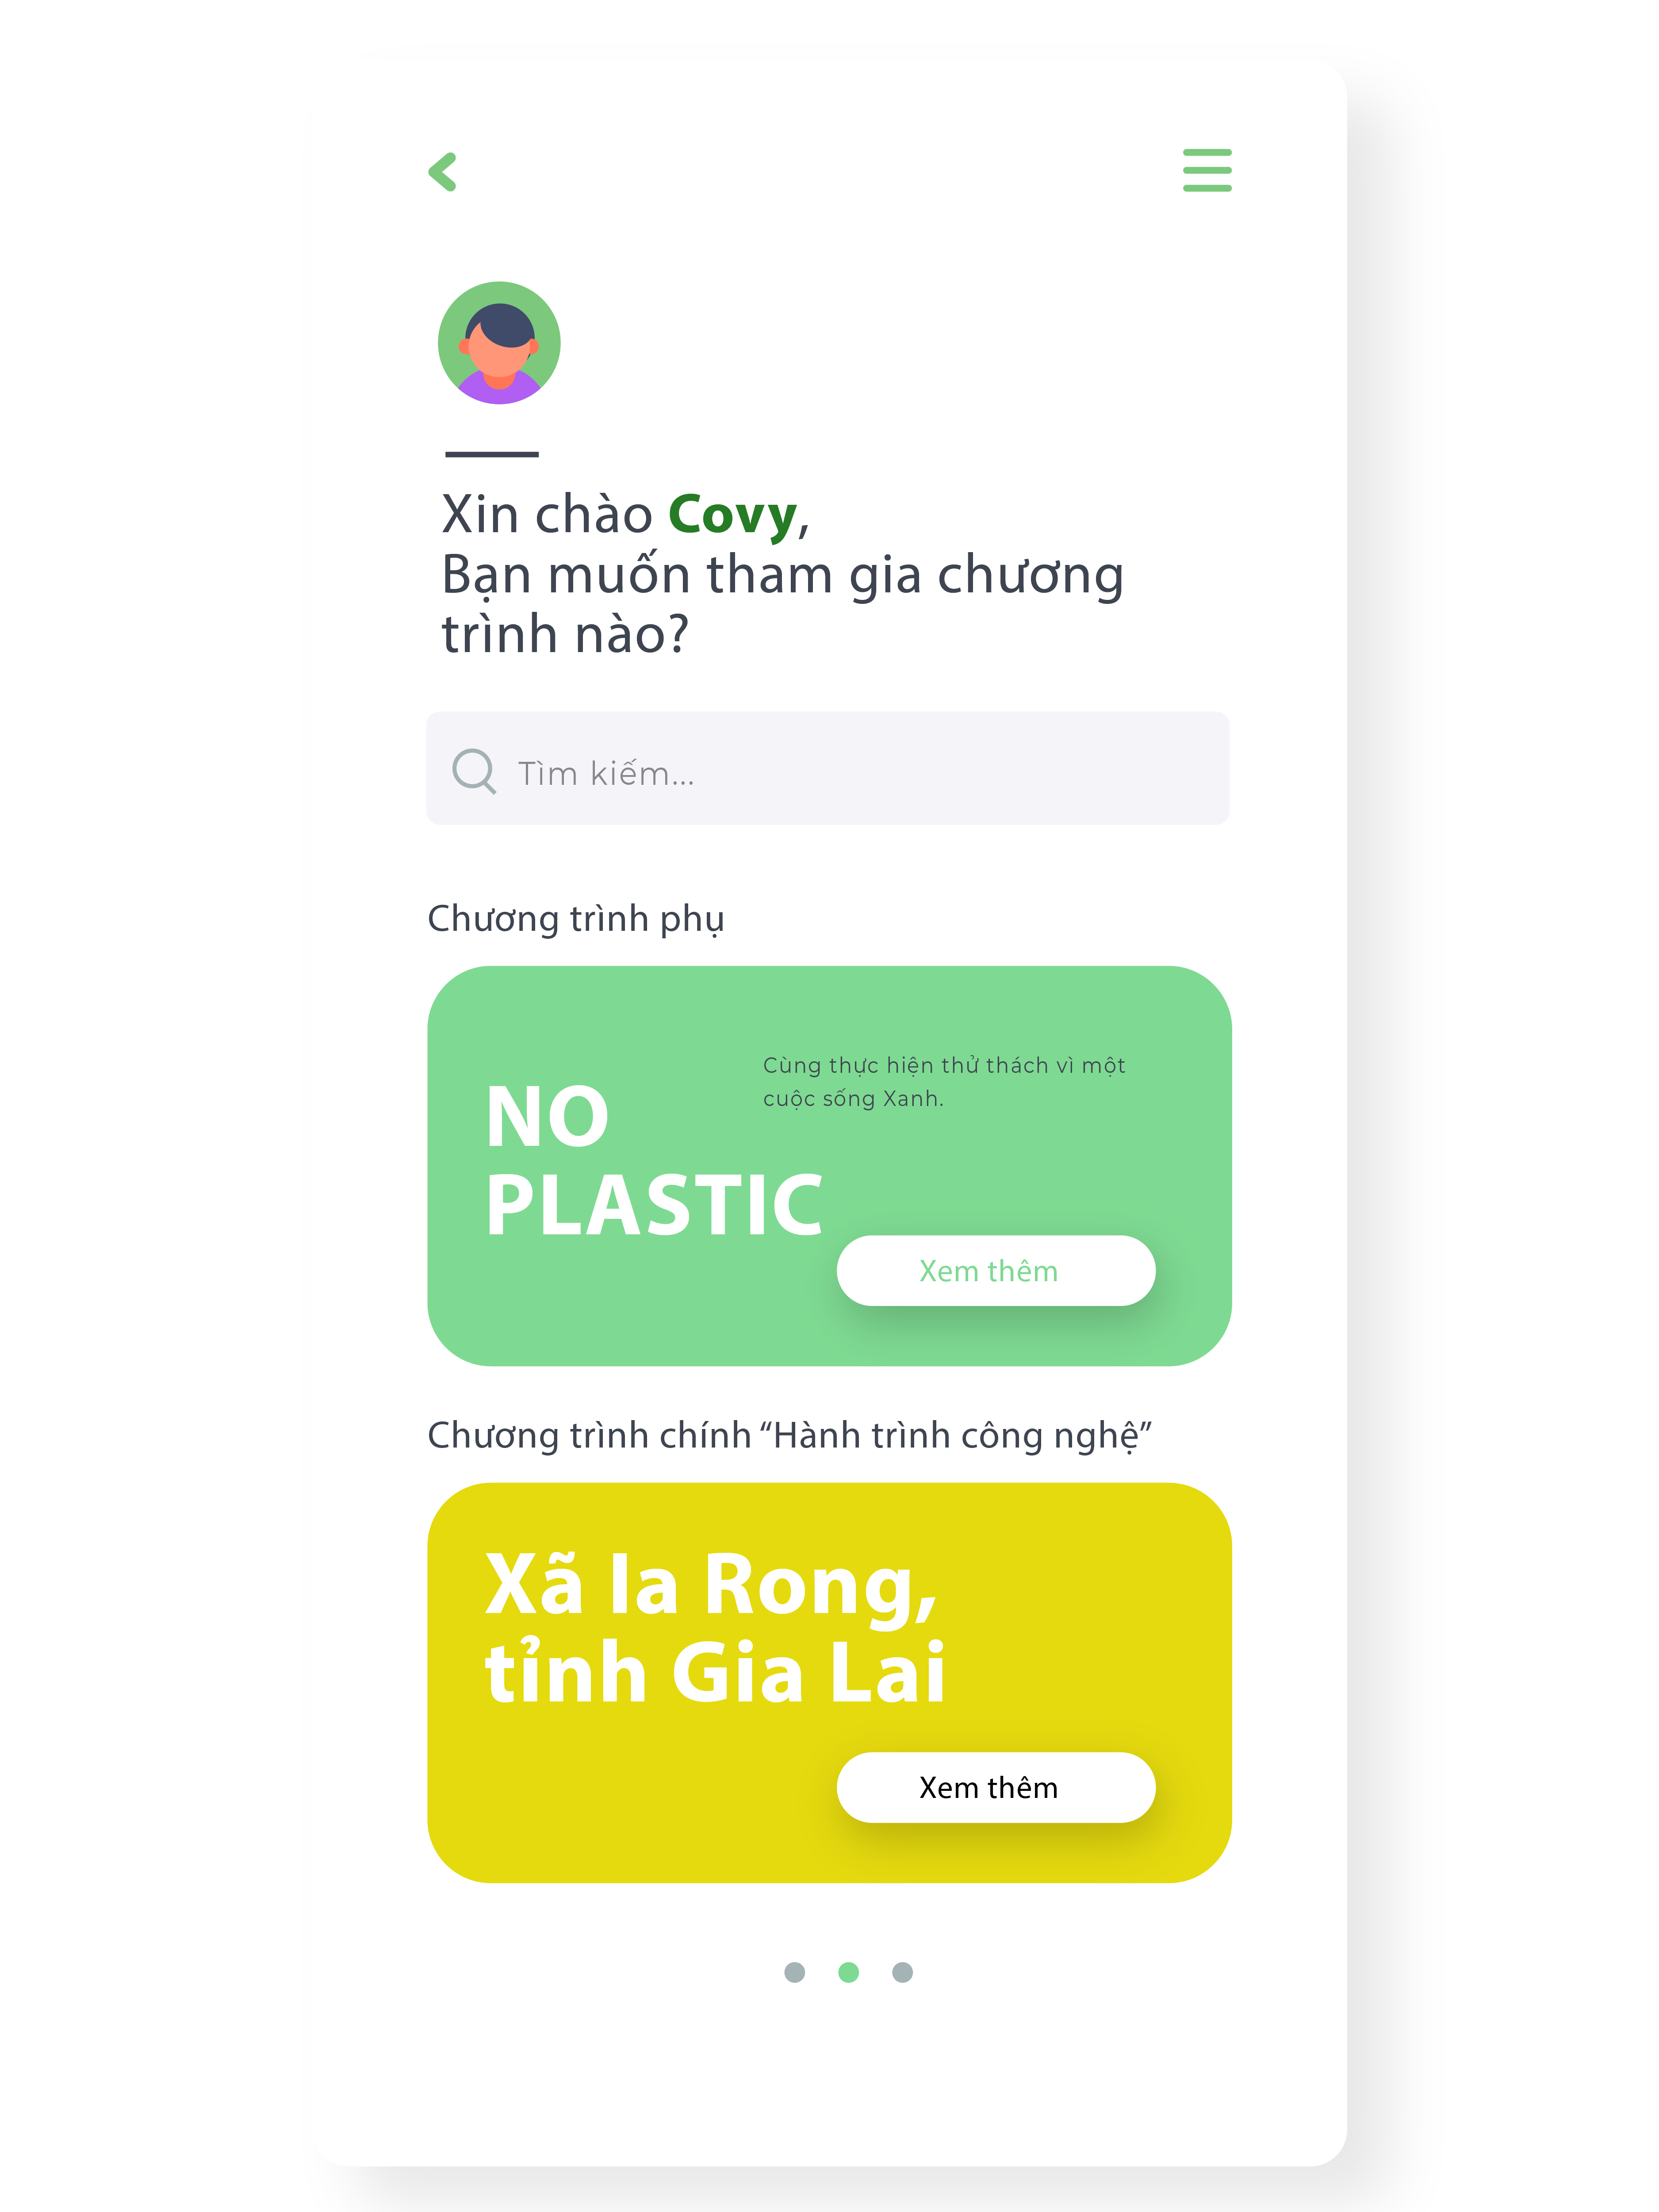 Xin chào Covy,
Bạn muốn tham gia chương
trình nào?
Tìm kiếm...
Chương trình phụ
Cùng thực hiện thử thách vì một
cuộc sống Xanh.
NO
PLASTIC
Xem thêm
Chương trình chính “Hành trình công nghệ”
Xã Ia Rong,
tỉnh Gia Lai
Xem thêm